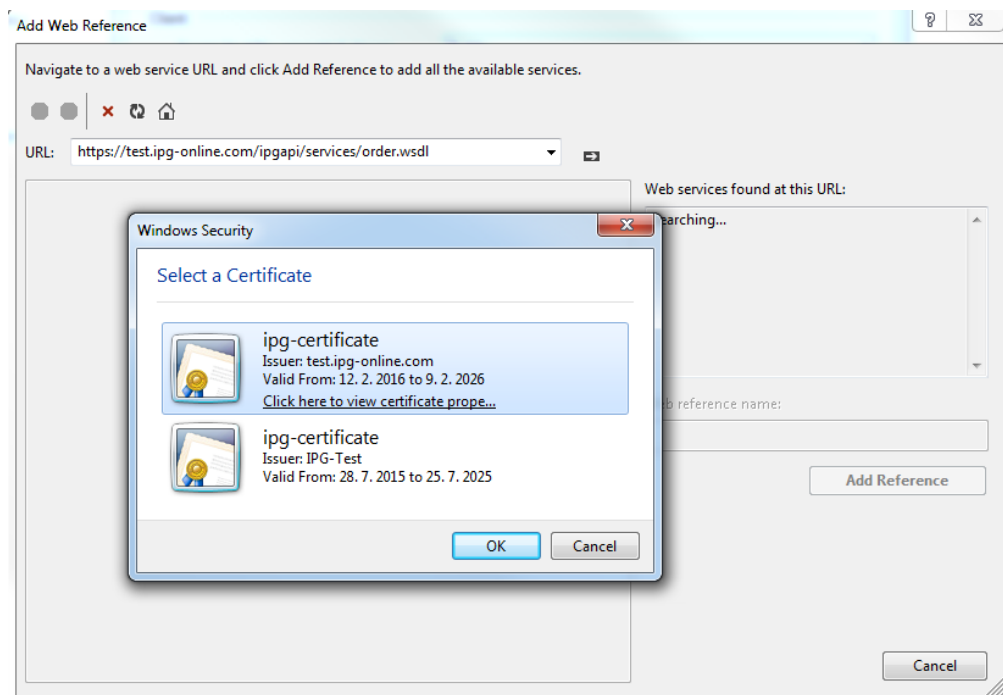 Add Web Reference
Navigate to a web service URL and click Add Reference to add all the available services.
URL: https://test.ipg-online.com/ipgapi/services/order.wsdl
Web services found at this URL:
earching...
Windows Security
Select a Certificate
ipg-certificate
Issuer: test.ipg-online.com
Valid From: 12. 2. 2016 to 9. 2. 2026
Click here to view certificate prope...
ipg-certificate
Issuer: IPG-Test
Valid From: 28. 7. 2015 to 25. 7. 2025
OK
Cancel
b reference name:
Add Reference
Cancel